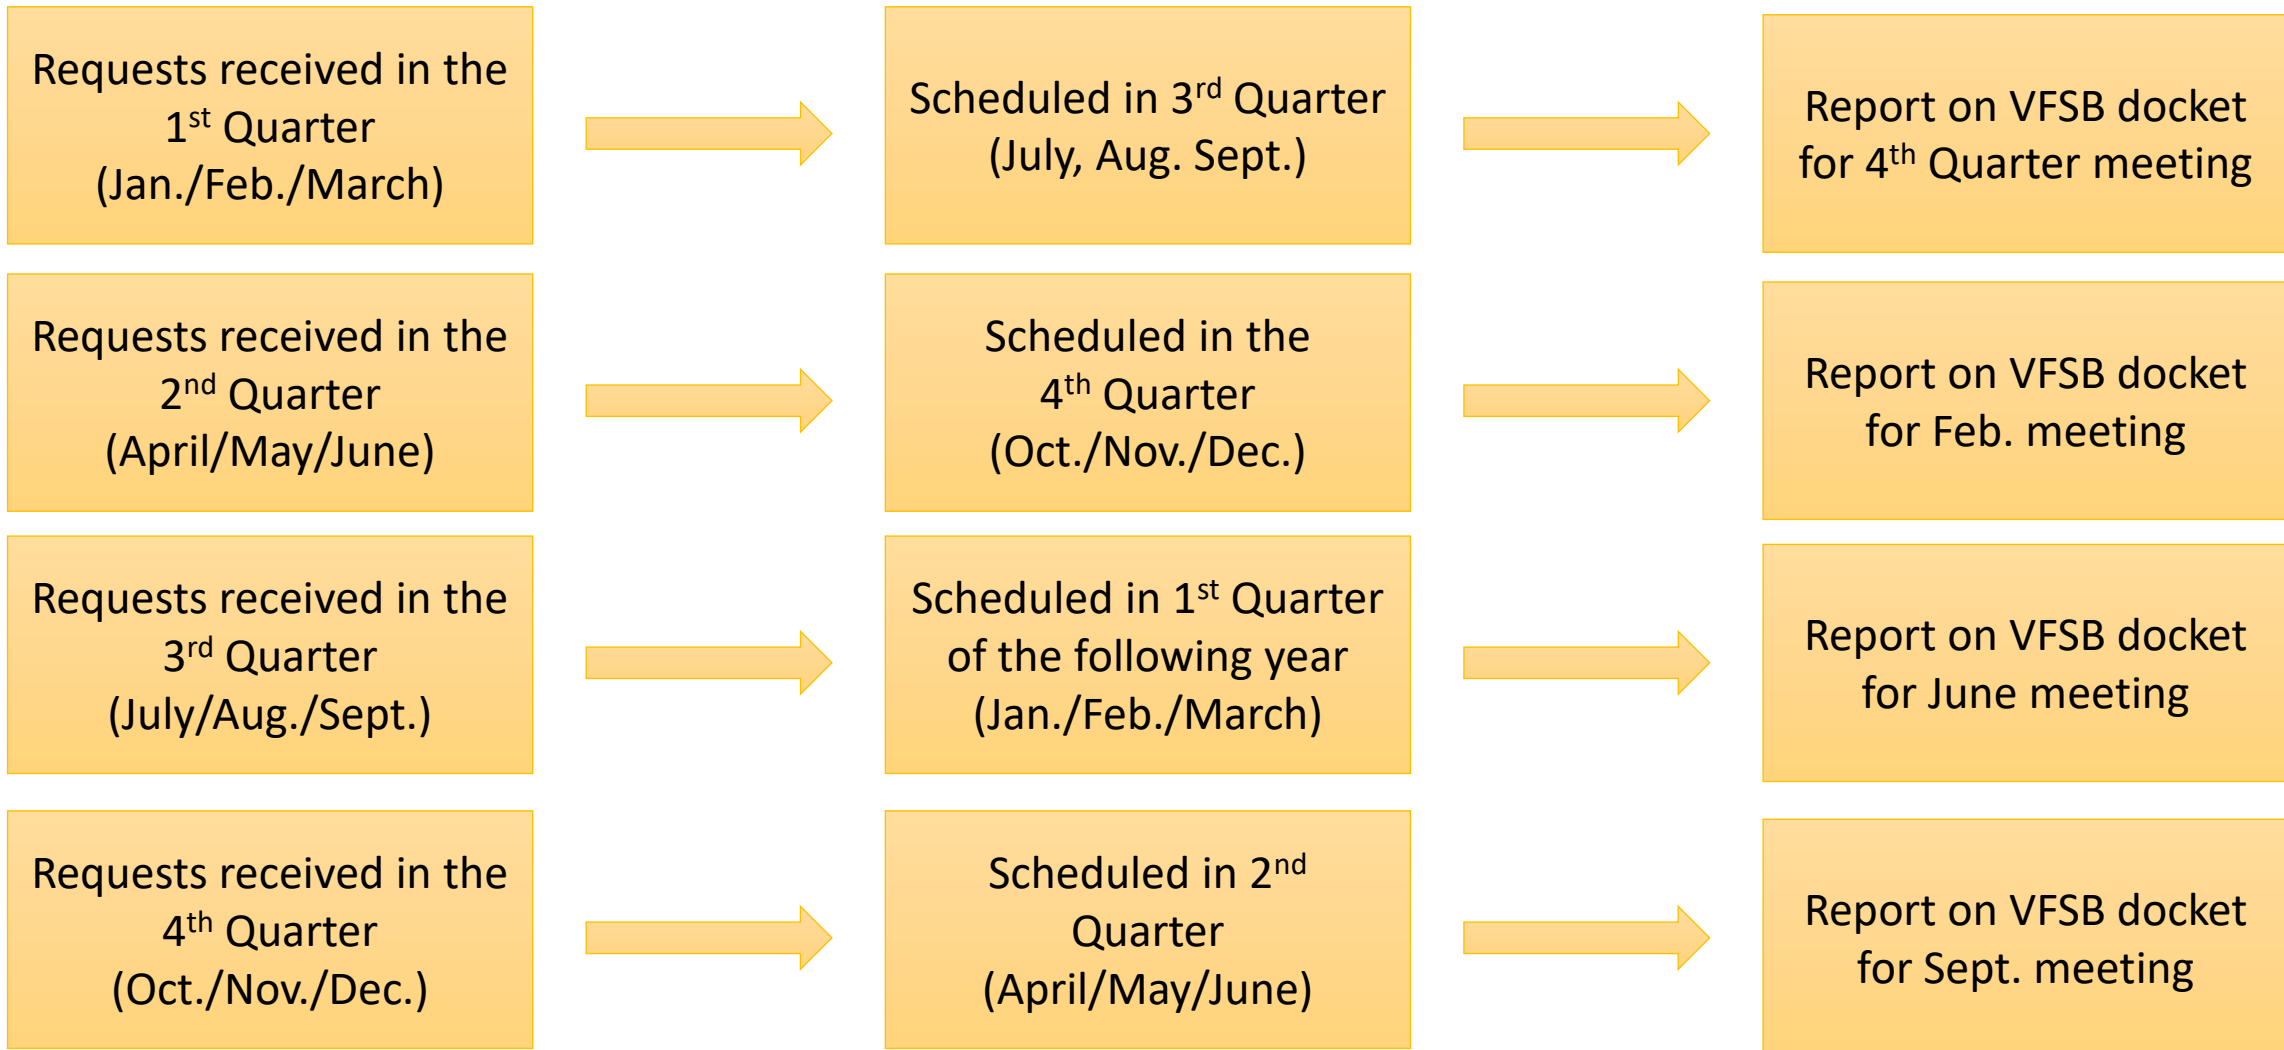 Requests received in the
1st Quarter
(Jan./Feb./March)
Scheduled in 3rd Quarter
(July, Aug. Sept.)
Report on VFSB docket
for 4th Quarter meeting
Requests received in the
2nd Quarter
(April/May/June)
Scheduled in the
4th Quarter
(Oct./Nov./Dec.)
Report on VFSB docket
for Feb. meeting
Requests received in the
3rd Quarter
(July/Aug./Sept.)
Scheduled in 1st Quarter
of the following year
(Jan./Feb./March)
Report on VFSB docket
for June meeting
Requests received in the
4th Quarter
(Oct./Nov./Dec.)
Scheduled in 2nd
Quarter
(April/May/June)
Report on VFSB docket
for Sept. meeting